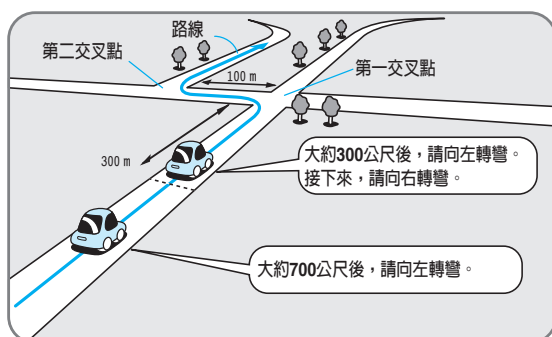 路線
第二交叉點
100 m
第一交叉點
300 m
大約300公尺後，請向左轉彎。
接下來，請向右轉彎。
大約700公尺後，請向左轉彎。